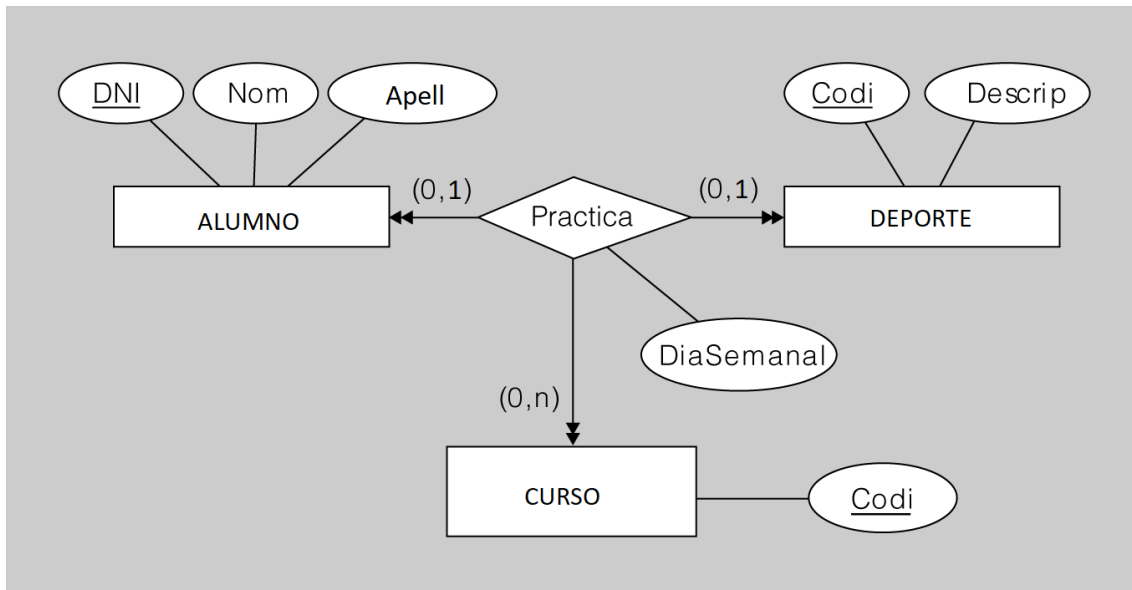 DNI
Nom
Apell
Codi
Descrip
(0,1)
(0,1)
ALUMNO
Practica
DEPORTE
DiaSemanal
(0,n)
CURSO
Codi